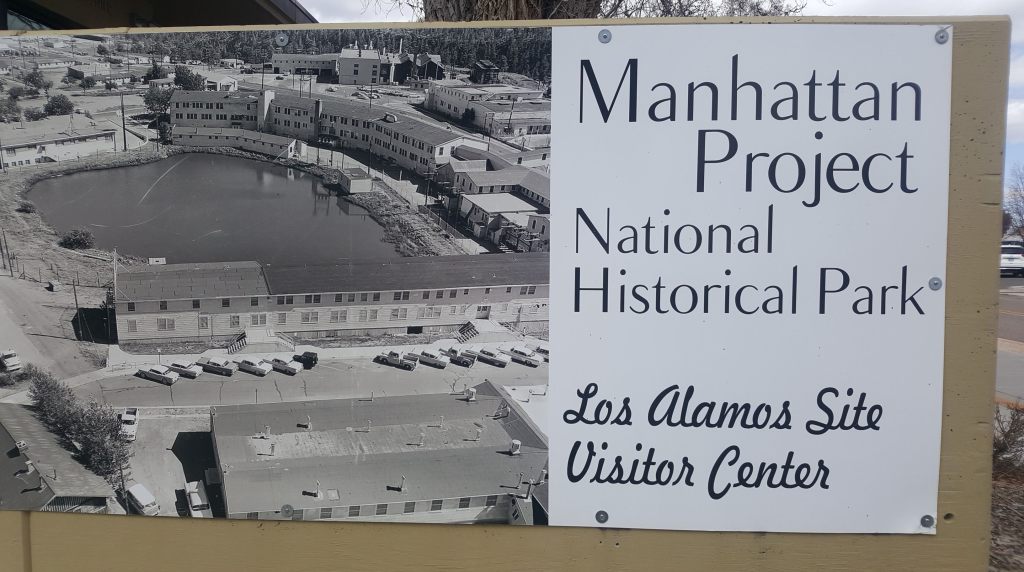 Manhattan
Project
National
Historical Park
Los Alamos Site
Visitor Center